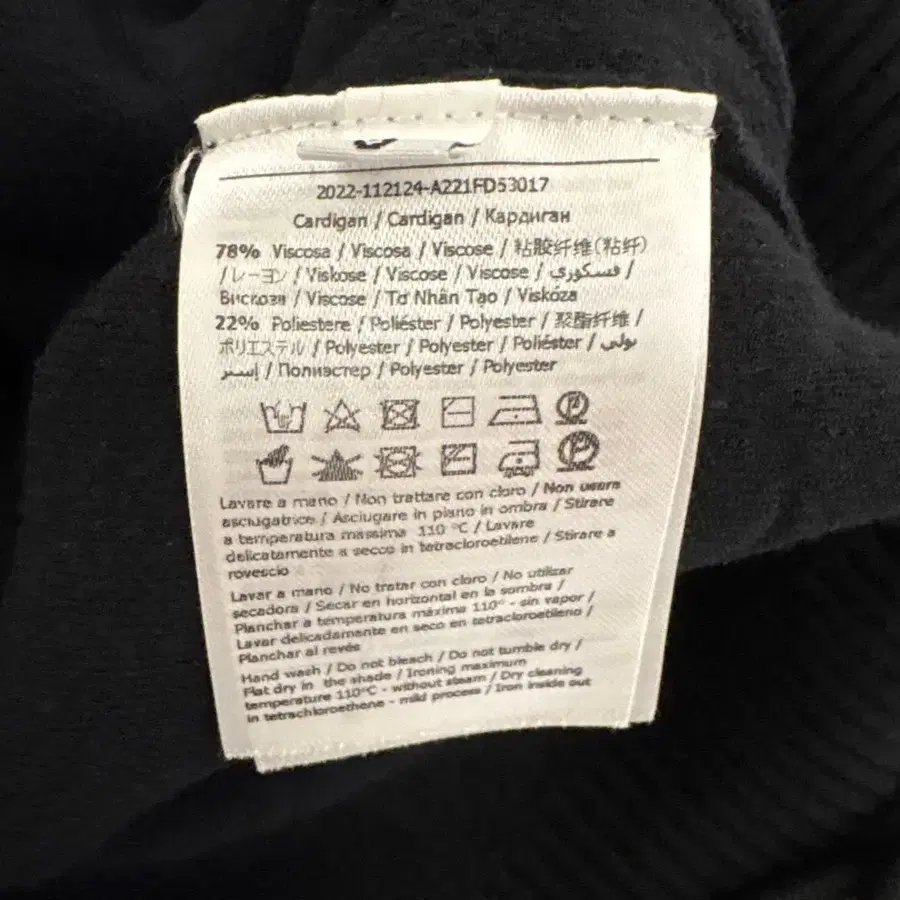 2022-112124-A221FD53017
Cardigan / Cardigan / Кардиган
78% Viscosa / Viscosa / Viscose / 粘胶纤维(粘纤)
/ レーヨン / Viskose / Viscose / Viscose / فسكوزي /
Вискоза / Viscose / Tơ Nhân Tạo / Viskóza
22% Poliestere / Poliéster / Polyester / 聚酯纤维 /
ポリエステル / Polyester / Polyester / Poliéster / بولي
إستر / Полиэстер / Polyester / Polyester
Lavare a mano / Non trattare con cloro / Non usare
asciugatrice / Asciugare in piano in ombra / Stirare
a temperatura massima 110 °C / Lavare
delicatamente a secco in tetracloroetilene / Stirare a
rovescio
Lavar a mano / No tratar con cloro / No utilizar
secadora / Secar en horizontal en la sombra /
Planchar a temperatura máxima 110° - sin vapor /
Lavar delicadamente en seco en tetracloroetileno /
Planchar al revés
Hand wash / Do not bleach / Do not tumble dry /
Flat dry in the shade / Ironing maximum
temperature 110°C - without steam / Dry cleaning
in tetrachloroethene - mild process / Iron inside out